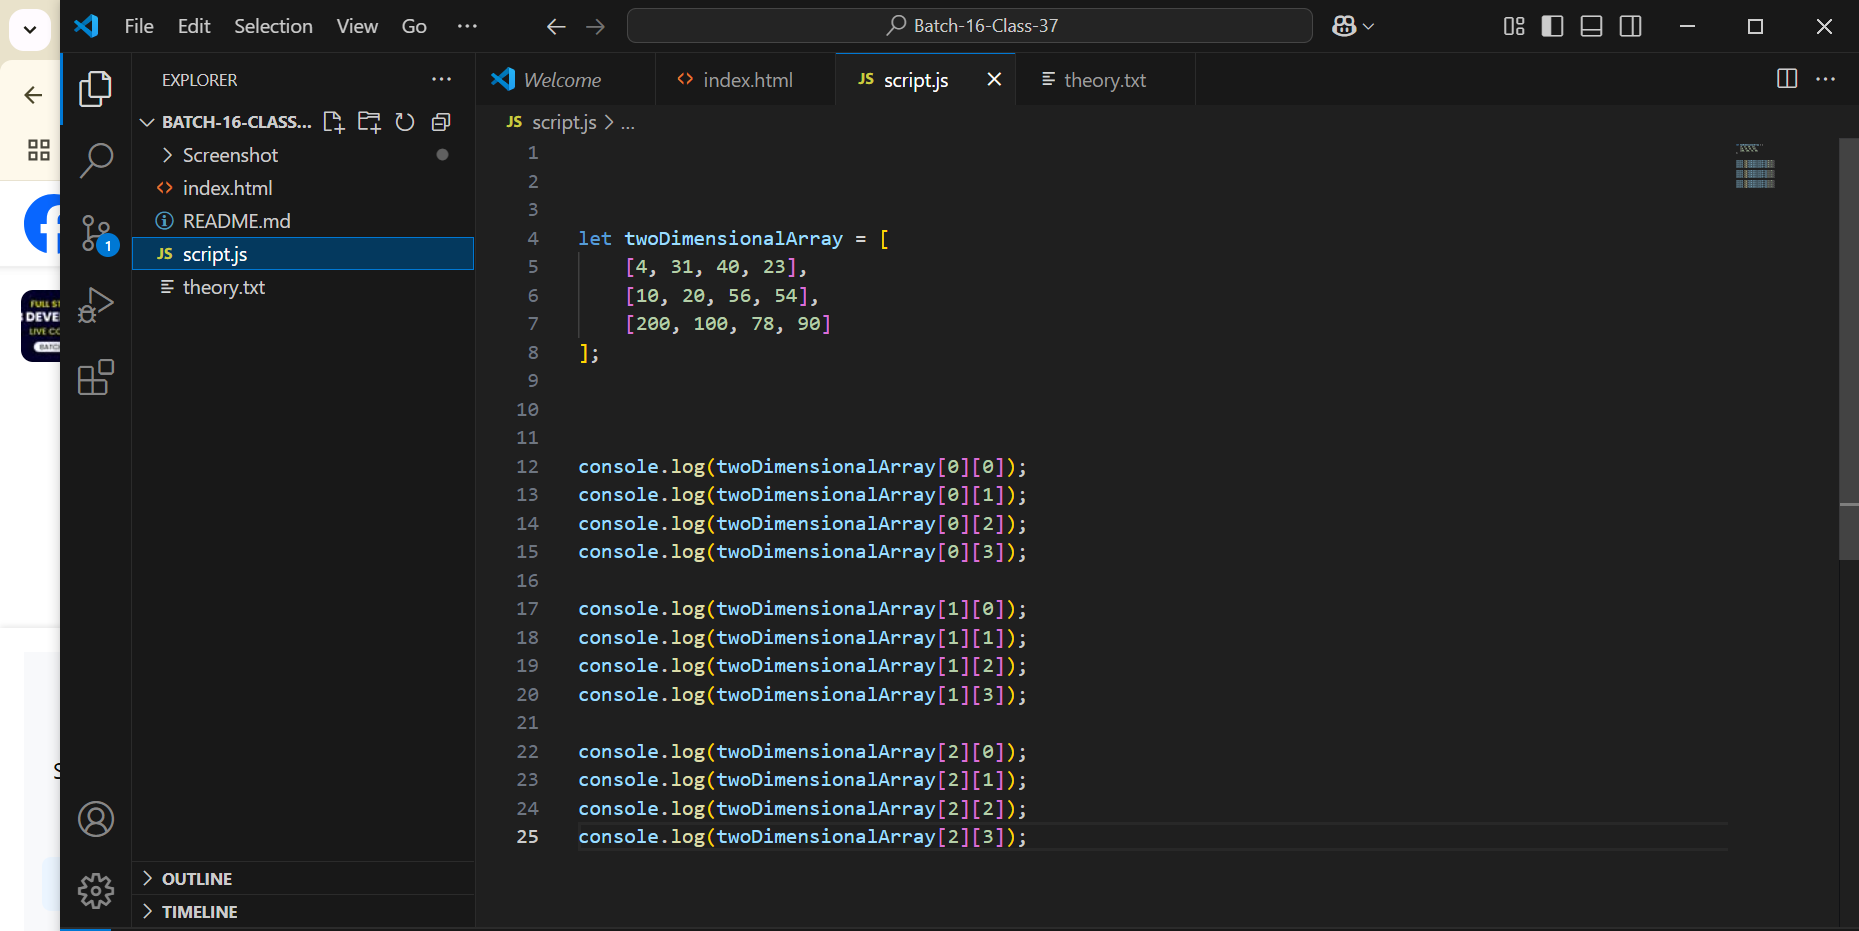 File Edit Selection View Go ··· Batch-16-Class-37
EXPLORER ···
BATCH-16-CLASS...
Screenshot
index.html
README.md
JS script.js
theory.txt
OUTLINE
TIMELINE
1
Welcome index.html JS script.js theory.txt
JS script.js > ...
1
2
3
4 let twoDimensionalArray = [
5 [4, 31, 40, 23],
6 [10, 20, 56, 54],
7 [200, 100, 78, 90]
8 ];
9
10
11
12 console.log(twoDimensionalArray[0][0]);
13 console.log(twoDimensionalArray[0][1]);
14 console.log(twoDimensionalArray[0][2]);
15 console.log(twoDimensionalArray[0][3]);
16
17 console.log(twoDimensionalArray[1][0]);
18 console.log(twoDimensionalArray[1][1]);
19 console.log(twoDimensionalArray[1][2]);
20 console.log(twoDimensionalArray[1][3]);
21
22 console.log(twoDimensionalArray[2][0]);
23 console.log(twoDimensionalArray[2][1]);
24 console.log(twoDimensionalArray[2][2]);
25 console.log(twoDimensionalArray[2][3]);
FULL
DEVE
LIVE